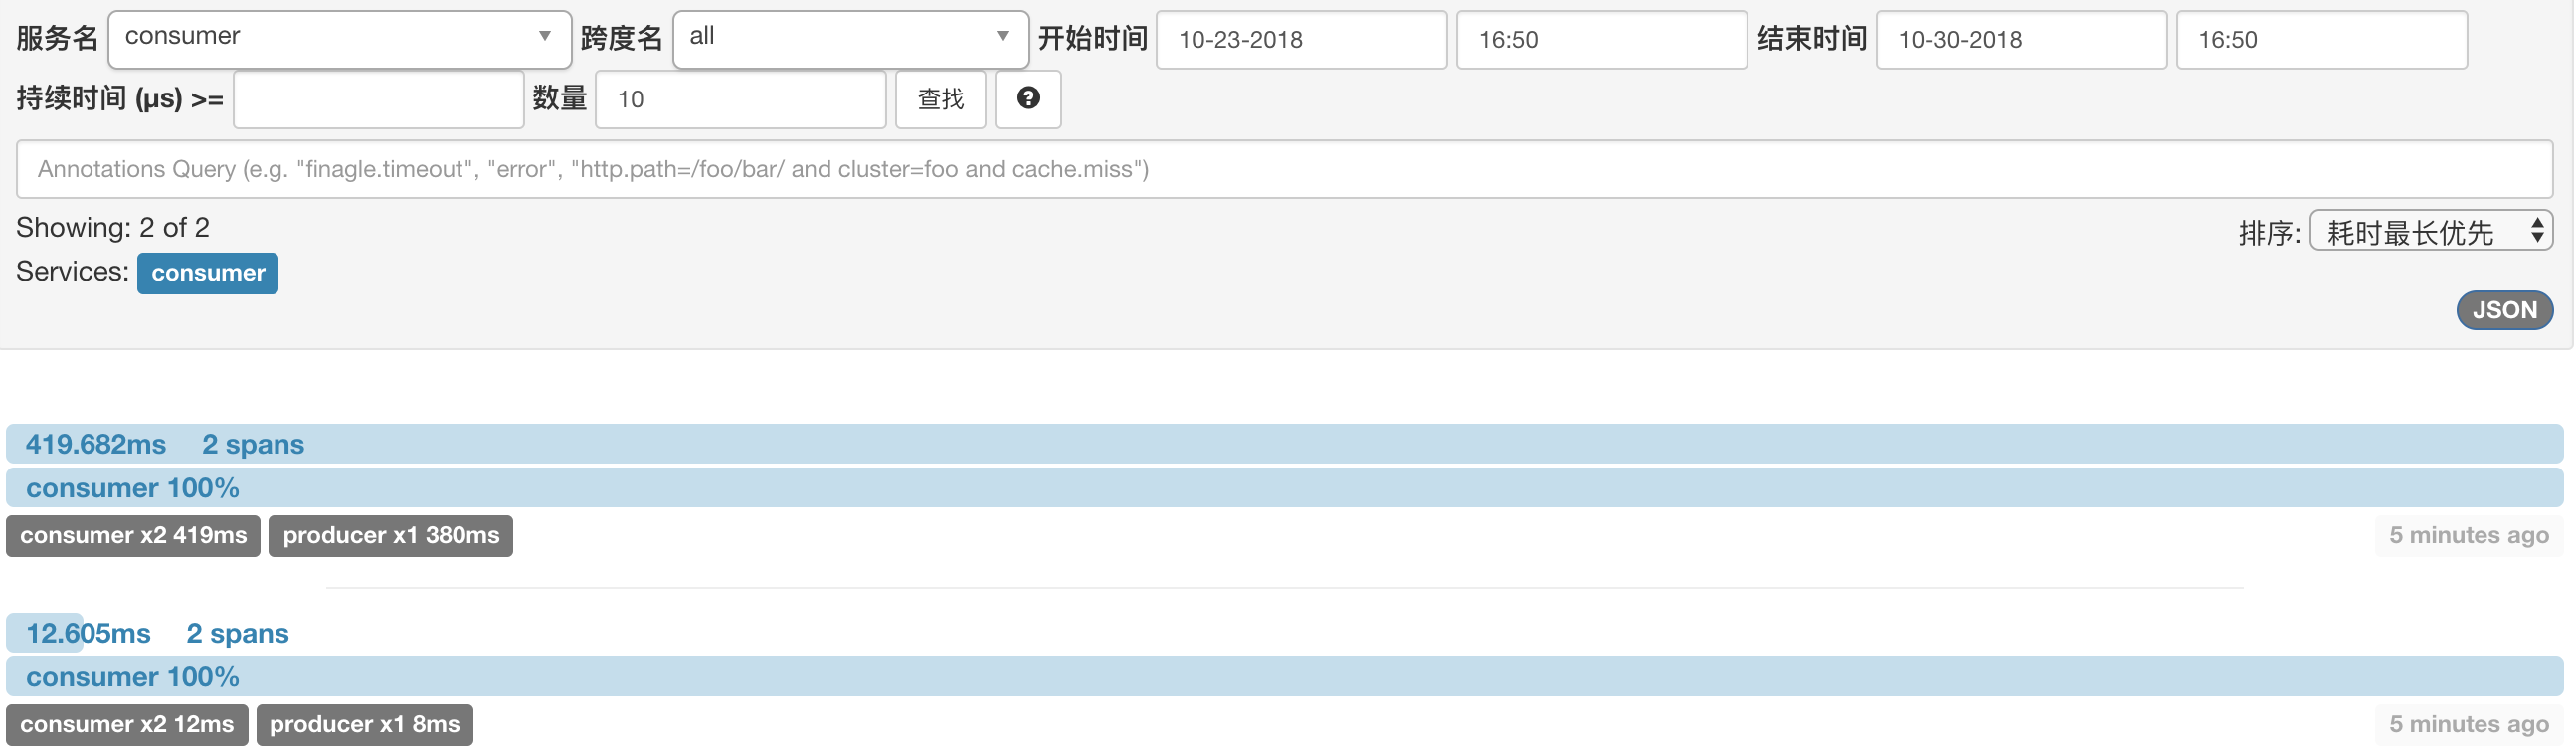 服务名 consumer 跨度名 all 开始时间 10-23-2018 16:50 结束时间 10-30-2018 16:50
持续时间 (µs) >= 数量 10 查找
Annotations Query (e.g. "finagle.timeout", "error", "http.path=/foo/bar/ and cluster=foo and cache.miss")
Showing: 2 of 2 排序: 耗时最长优先
Services: consumer
JSON
419.682ms 2 spans
consumer 100%
consumer x2 419ms producer x1 380ms 5 minutes ago
12.605ms 2 spans
consumer 100%
consumer x2 12ms producer x1 8ms 5 minutes ago